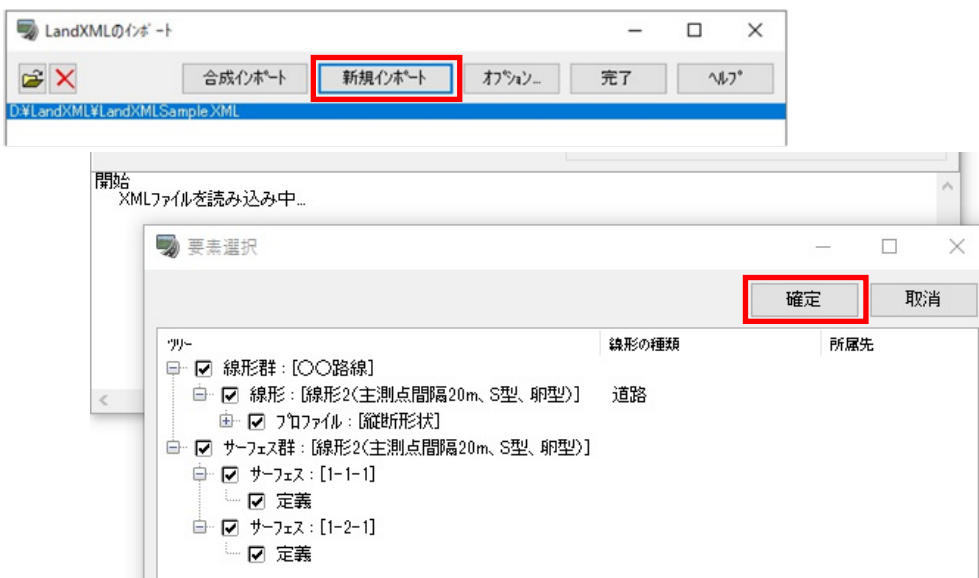 LandXMLのｲﾝﾎﾟｰﾄ
合成ｲﾝﾎﾟｰﾄ 新規ｲﾝﾎﾟｰﾄ ｵﾌﾟｼｮﾝ... 完了 ﾍﾙﾌﾟ
D:¥LandXML¥LandXMLSample.XML
開始
XMLﾌｧｲﾙを読み込み中...
要素選択
確定 取消
ﾂﾘｰ 線形の種類 所属先
線形群 : [〇〇路線]
線形 : [線形2(主測点間隔20m、S型、卵型)] 道路
ﾌﾟﾛﾌｧｲﾙ : [縦断形状]
ｻｰﾌｪｽ群 : [線形2(主測点間隔20m、S型、卵型)]
ｻｰﾌｪｽ : [1-1-1]
定義
ｻｰﾌｪｽ : [1-2-1]
定義